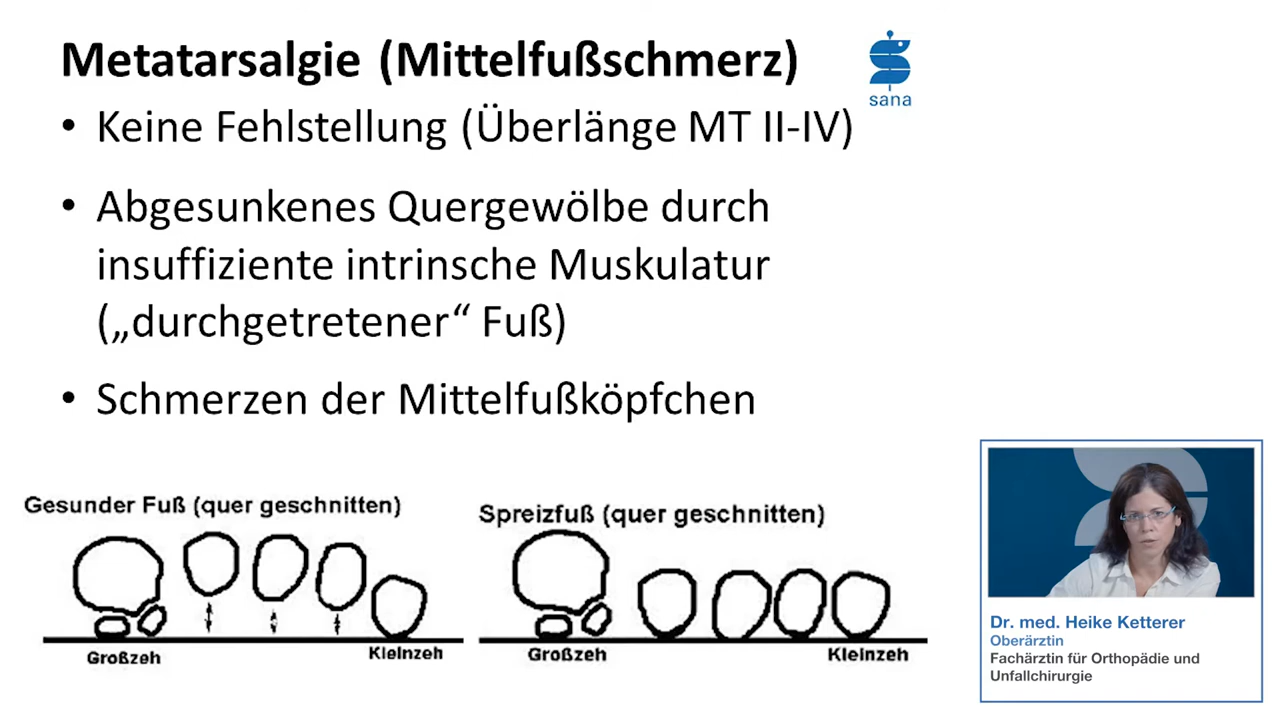 Metatarsalgie (Mittelfußschmerz)
sana
• Keine Fehlstellung (Überlänge MT II-IV)
• Abgesunkenes Quergewölbe durch
insuffiziente intrinsche Muskulatur
(„durchgetretener“ Fuß)
• Schmerzen der Mittelfußköpfchen
Gesunder Fuß (quer geschnitten)
Großzeh
Kleinzeh
Spreizfuß (quer geschnitten)
Großzeh
Kleinzeh
Dr. med. Heike Ketterer
Oberärztin
Fachärztin für Orthopädie und
Unfallchirurgie